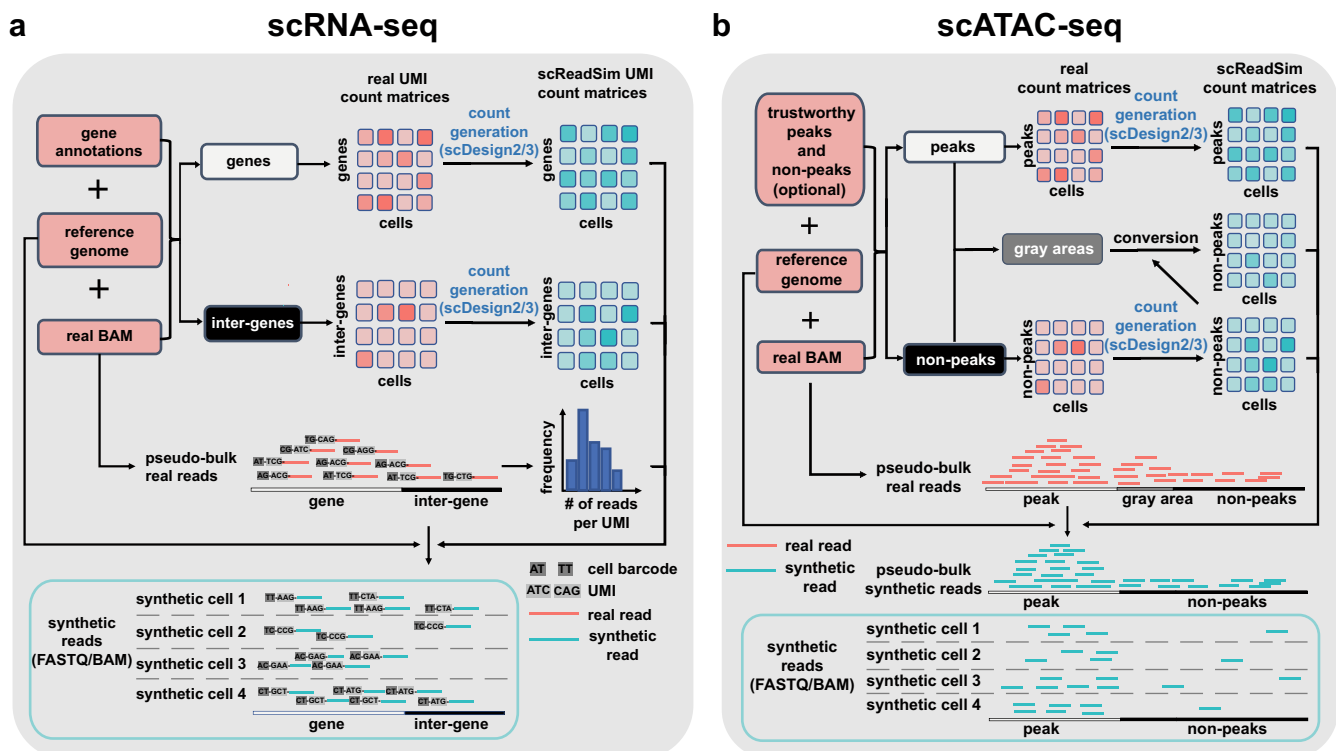 a
scRNA-seq
gene
annotations
+
reference
genome
+
real BAM
genes
inter-genes
real UMI
count matrices
genes
cells
count
generation
(scDesign2/3)
scReadSim UMI
count matrices
genes
cells
inter-genes
cells
count
generation
(scDesign2/3)
inter-genes
cells
pseudo-bulk
real reads
TG-CAG-
CG-ATC-
CG-AGG-
AT-TCG-
AG-ACG-
AG-ACG-
AG-ACG-
AT-TCG-
AT-TCG-
TG-CTG-
gene
inter-gene
frequency
# of reads
per UMI
AT TT cell barcode
ATC CAG UMI
real read
synthetic
read
synthetic
reads
(FASTQ/BAM)
synthetic cell 1
TT-AAG-
TT-CTA-
TT-AAG-
TT-AAG-
TT-CTA-
synthetic cell 2
TC-CCG-
TC-CCG-
TC-CCG-
synthetic cell 3
AC-GAG-
AC-GAA-
AC-GAA-
AC-GAA-
synthetic cell 4
CT-GCT-
CT-ATG-
CT-ATG-
CT-GCT-
CT-GCT-
CT-ATG-
gene
inter-gene
b
scATAC-seq
trustworthy
peaks
and
non-peaks
(optional)
+
reference
genome
+
real BAM
peaks
gray areas
non-peaks
real
count matrices
peaks
cells
count
generation
(scDesign2/3)
scReadSim UMI
count matrices
peaks
cells
conversion
non-peaks
non-peaks
cells
count
generation
(scDesign2/3)
non-peaks
cells
pseudo-bulk
real reads
peak
gray area
non-peaks
real read
synthetic
read
pseudo-bulk
synthetic reads
peak
non-peaks
synthetic
reads
(FASTQ/BAM)
synthetic cell 1
synthetic cell 2
synthetic cell 3
synthetic cell 4
peak
non-peaks